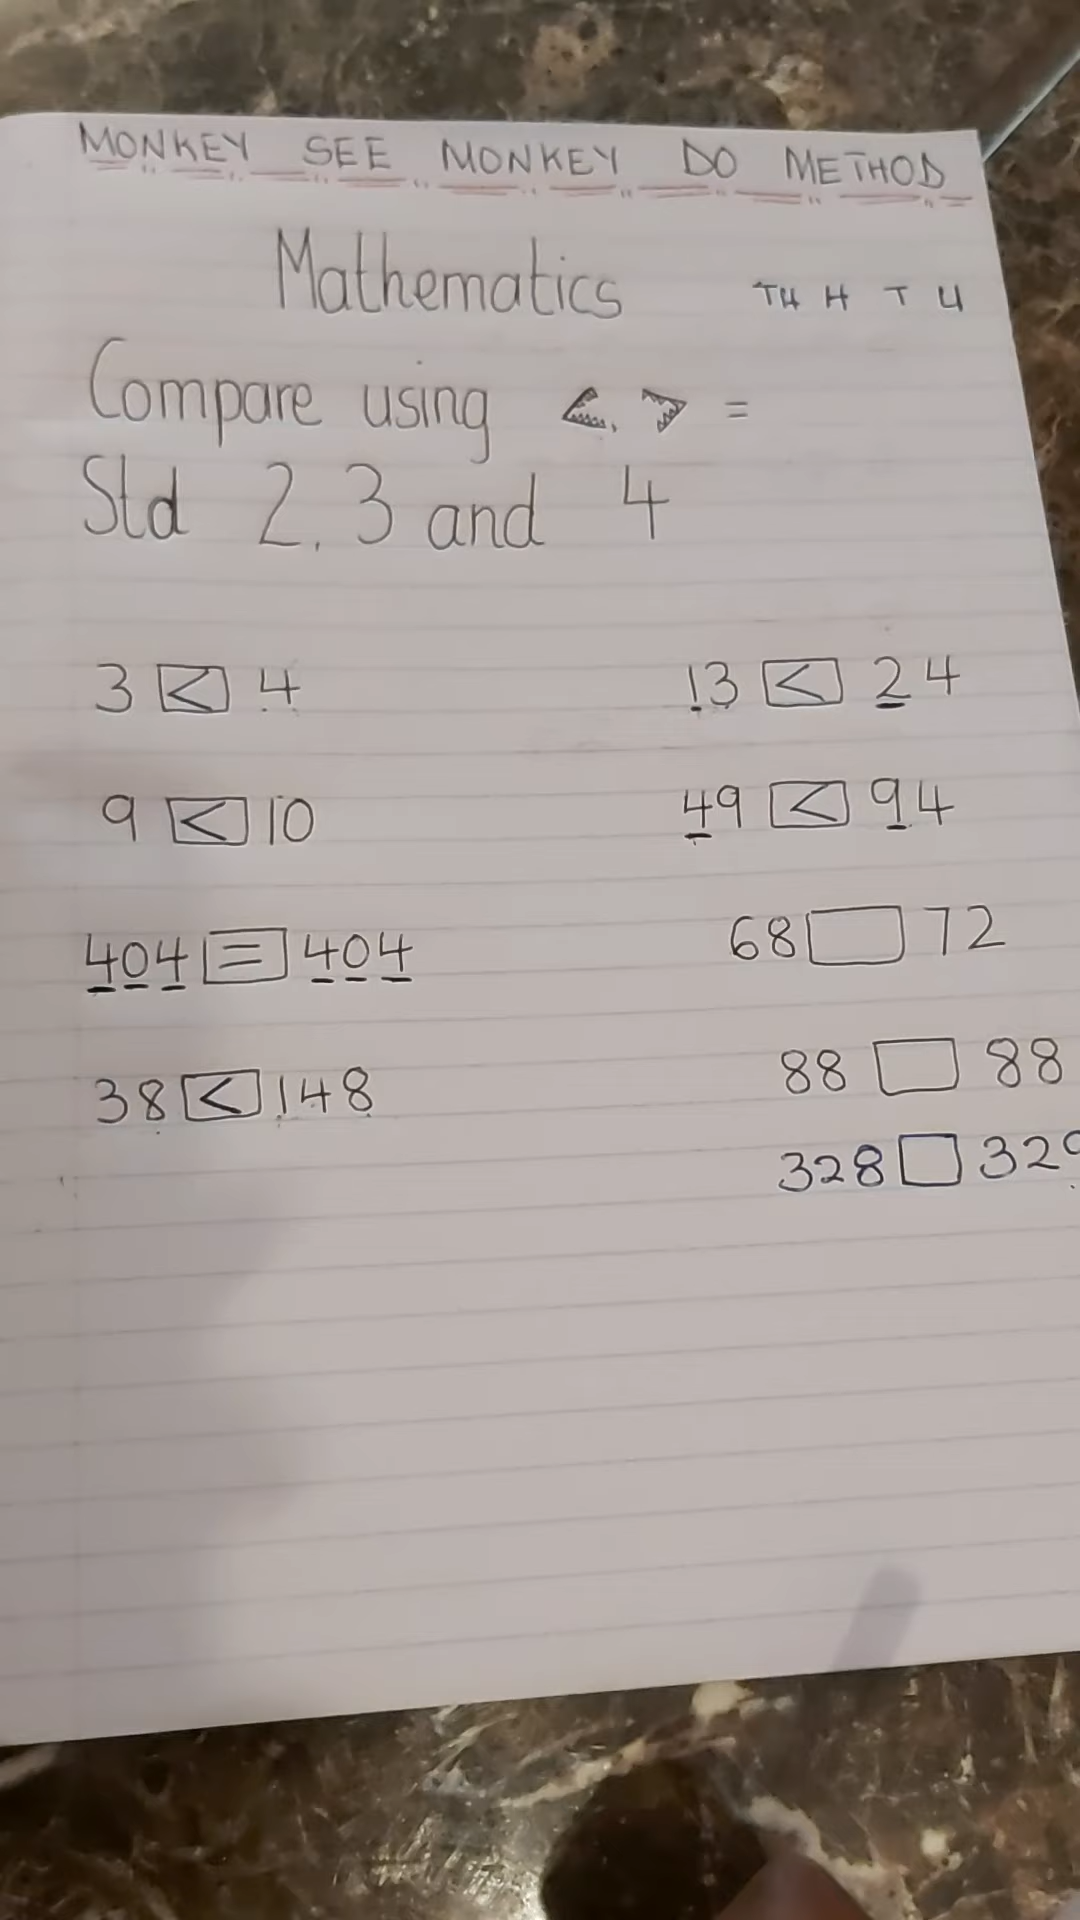 MONKEY SEE MONKEY DO METHOD
Mathematics TH H T U
Compare using <, > =
Std 2, 3 and 4
3 < 4
13 < 24
9 < 10
49 < 94
404 = 404
68 72
38 < 148
88 88
328